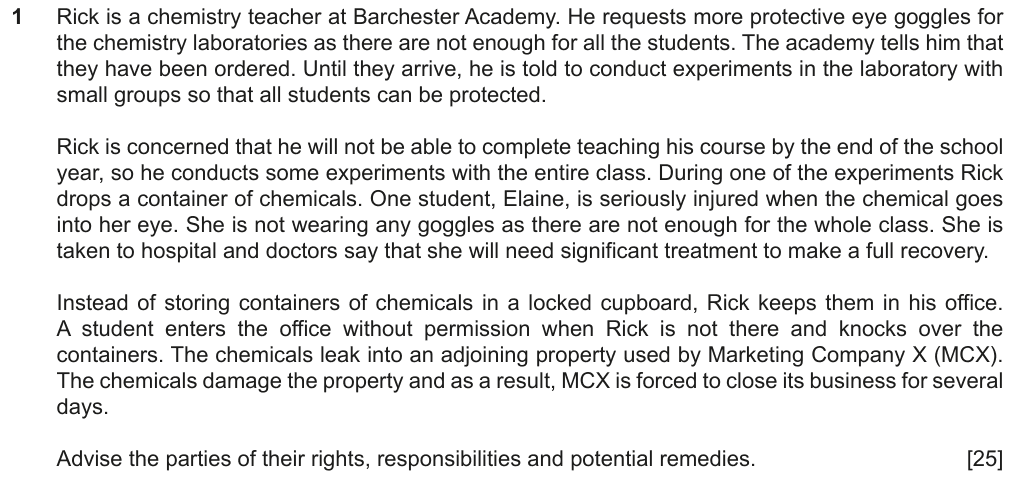 1 Rick is a chemistry teacher at Barchester Academy. He requests more protective eye goggles for
the chemistry laboratories as there are not enough for all the students. The academy tells him that
they have been ordered. Until they arrive, he is told to conduct experiments in the laboratory with
small groups so that all students can be protected.
Rick is concerned that he will not be able to complete teaching his course by the end of the school
year, so he conducts some experiments with the entire class. During one of the experiments Rick
drops a container of chemicals. One student, Elaine, is seriously injured when the chemical goes
into her eye. She is not wearing any goggles as there are not enough for the whole class. She is
taken to hospital and doctors say that she will need significant treatment to make a full recovery.
Instead of storing containers of chemicals in a locked cupboard, Rick keeps them in his office.
A student enters the office without permission when Rick is not there and knocks over the
containers. The chemicals leak into an adjoining property used by Marketing Company X (MCX).
The chemicals damage the property and as a result, MCX is forced to close its business for several
days.
Advise the parties of their rights, responsibilities and potential remedies. [25]